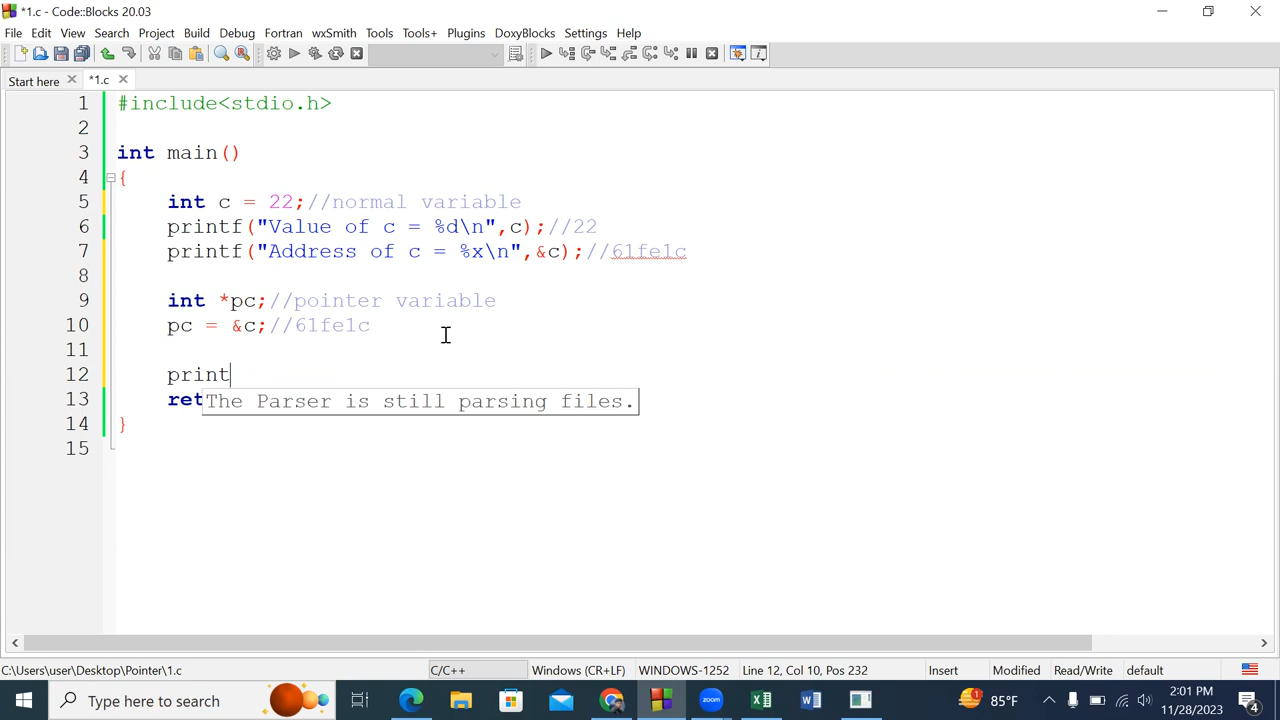 *1.c - Code::Blocks 20.03
File Edit View Search Project Build Debug Fortran wxSmith Tools Tools+ Plugins DoxyBlocks Settings Help
Start here *1.c
1 #include<stdio.h>
2
3 int main()
4 {
5 int c = 22;//normal variable
6 printf("Value of c = %d\n",c);//22
7 printf("Address of c = %x\n",&c);//61fe1c
8
9 int *pc;//pointer variable
10 pc = &c;//61fe1c
11
12 print
13 ret
The Parser is still parsing files.
14 }
15
C:\Users\user\Desktop\Pointer\1.c C/C++ Windows (CR+LF) WINDOWS-1252 Line 12, Col 10, Pos 232 Insert Modified Read/Write default
Type here to search 1 85°F 2:01 PM
11/28/2023 4